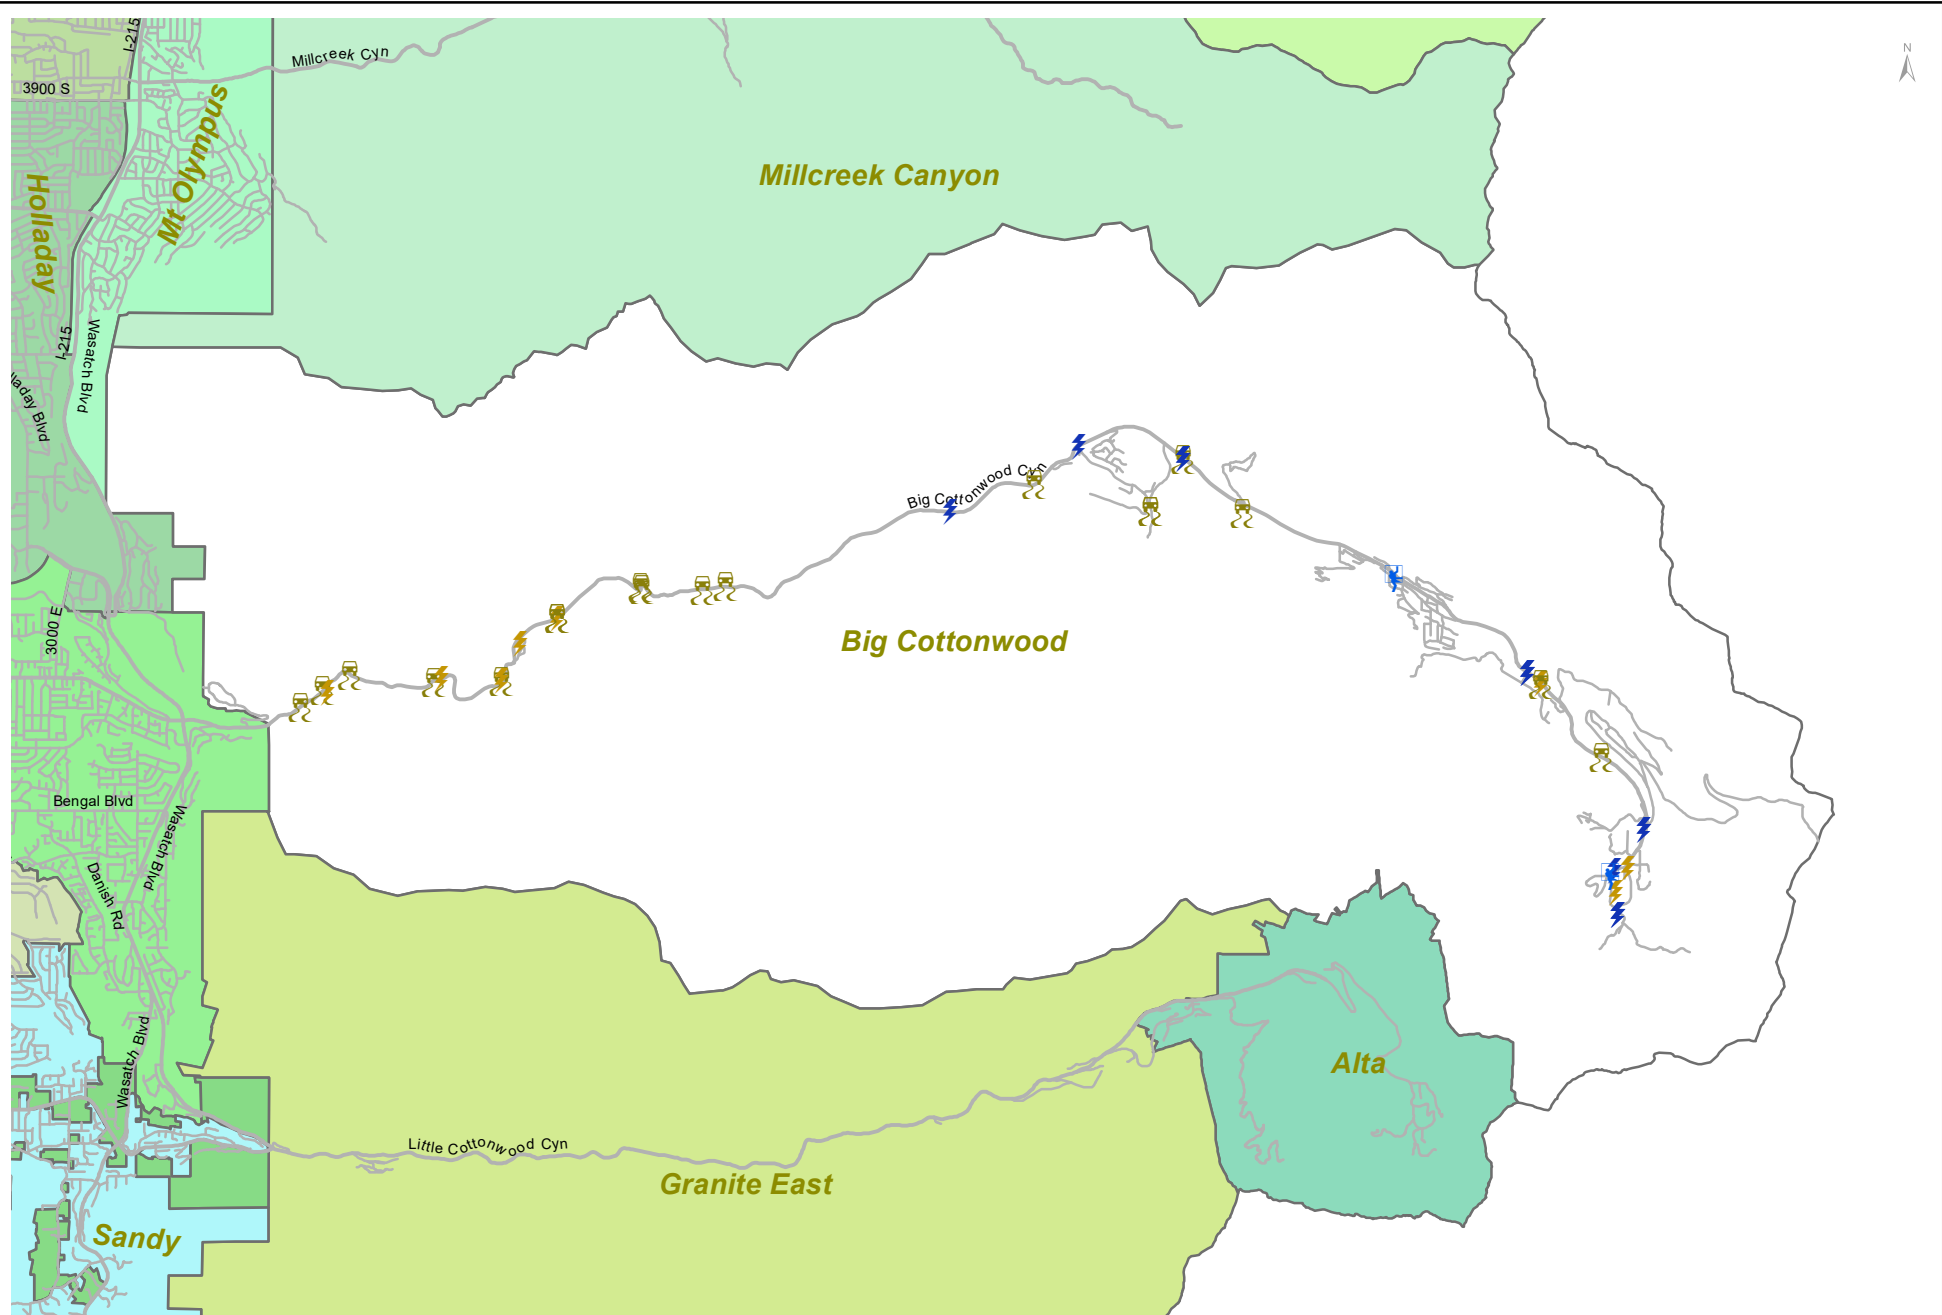 I-215
Millcreek Cyn
N
3900 S
Mt Olympus
Millcreek Canyon
Holladay
I-215
Wasatch Blvd
lladay Blvd
Big Cottonwood Cyn
3000 E
Big Cottonwood
Bengal Blvd
Wasatch Blvd
Danish Rd
Wasatch Blvd
Alta
Little Cottonwood Cyn
Granite East
Sandy